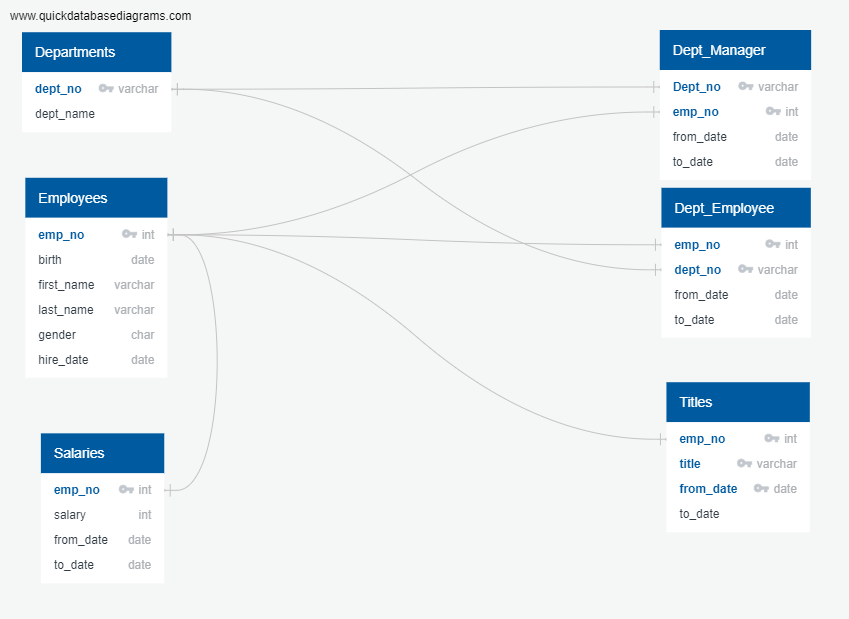 www.quickdatabasediagrams.com
Departments
dept_no varchar
dept_name
Employees
emp_no int
birth date
first_name varchar
last_name varchar
gender char
hire_date date
Salaries
emp_no int
salary int
from_date date
to_date date
Dept_Manager
Dept_no varchar
emp_no int
from_date date
to_date date
Dept_Employee
emp_no int
dept_no varchar
from_date date
to_date date
Titles
emp_no int
title varchar
from_date date
to_date